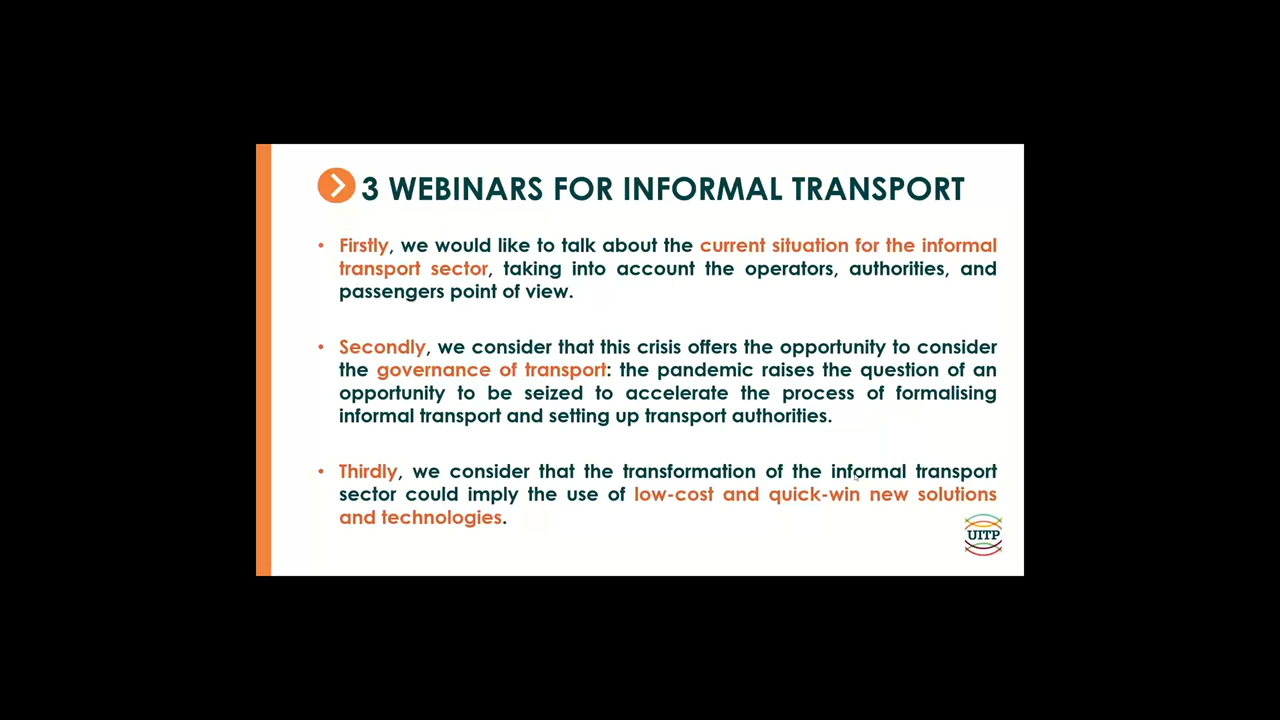 3 WEBINARS FOR INFORMAL TRANSPORT
• Firstly, we would like to talk about the current situation for the informal
transport sector, taking into account the operators, authorities, and
passengers point of view.
• Secondly, we consider that this crisis offers the opportunity to consider
the governance of transport: the pandemic raises the question of an
opportunity to be seized to accelerate the process of formalising
informal transport and setting up transport authorities.
• Thirdly, we consider that the transformation of the informal transport
sector could imply the use of low-cost and quick-win new solutions
and technologies.
UITP